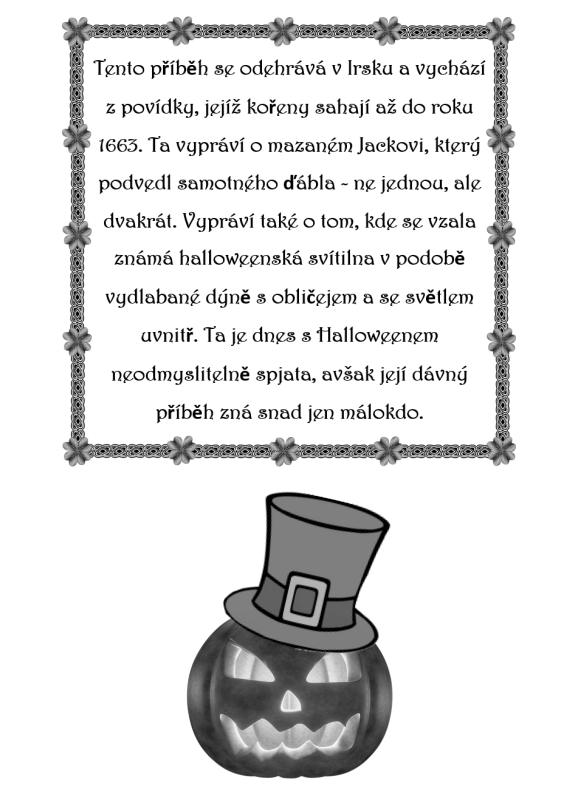 Tento příběh se odehrává v Irsku a vychází
z povídky, jejíž kořeny sahají až do roku
1663. Ta vypráví o mazaném Jackovi, který
podvedl samotného ďábla - ne jednou, ale
dvakrát. Vypráví také o tom, kde se vzala
známá halloweenská svítilna v podobě
vydlabané dýně s obličejem a se světlem
uvnitř. Ta je dnes s Halloweenem
neodmyslitelně spjata, avšak její dávný
příběh zná snad jen málokdo.